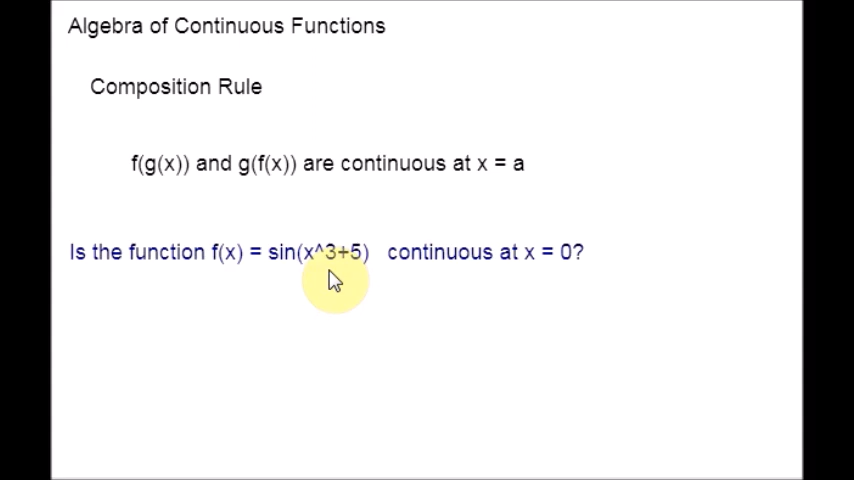 Algebra of Continuous Functions
Composition Rule
f(g(x)) and g(f(x)) are continuous at x = a
Is the function f(x) = sin(x^3+5) continuous at x = 0?